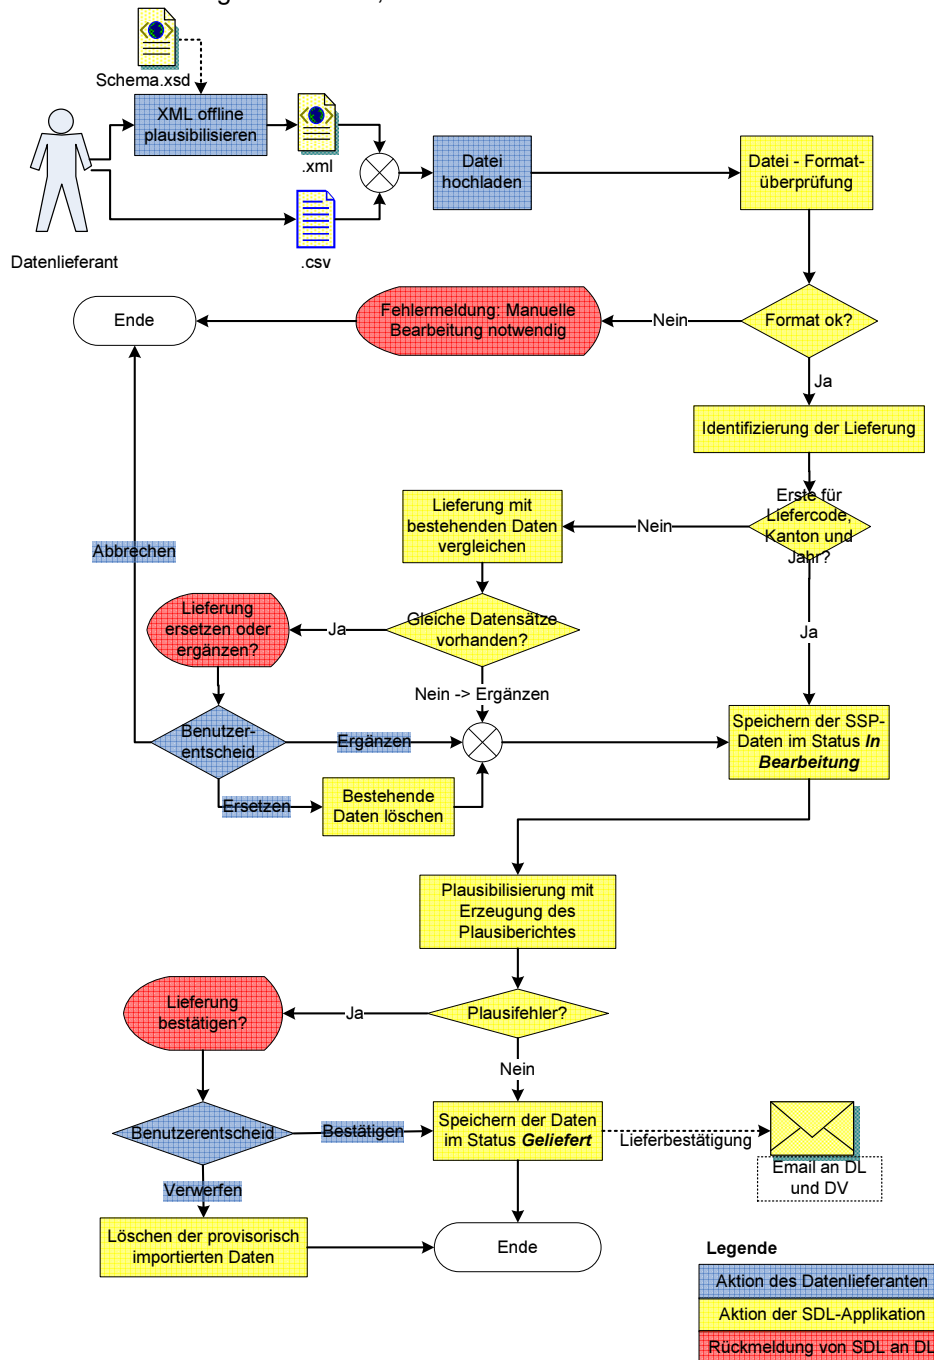 Schema.xsd
XML offline
plausibilisieren
.xml
.csv
Datenlieferant
Datei
hochladen
Datei - Format-
überprüfung
Format ok?
Nein
Fehlermeldung: Manuelle
Bearbeitung notwendig
Ende
Ja
Identifizierung der Lieferung
Erste für
Liefercode,
Kanton und
Jahr?
Nein
Lieferung mit
bestehenden Daten
vergleichen
Abbrechen
Gleiche Datensätze
vorhanden?
Ja
Lieferung
ersetzen oder
ergänzen?
Ja
Nein -> Ergänzen
Benutzer-
entscheid
Ergänzen
Speichern der SSP-
Daten im Status In
Bearbeitung
Ersetzen
Bestehende
Daten löschen
Plausibilisierung mit
Erzeugung des
Plausiberichtes
Plausifehler?
Ja
Lieferung
bestätigen?
Nein
Benutzerentscheid
Bestätigen
Speichern der Daten
im Status Geliefert
Lieferbestätigung
Email an DL
und DV
Verwerfen
Löschen der provisorisch
importierten Daten
Ende
Legende
Aktion des Datenlieferanten
Aktion der SDL-Applikation
Rückmeldung von SDL an DL